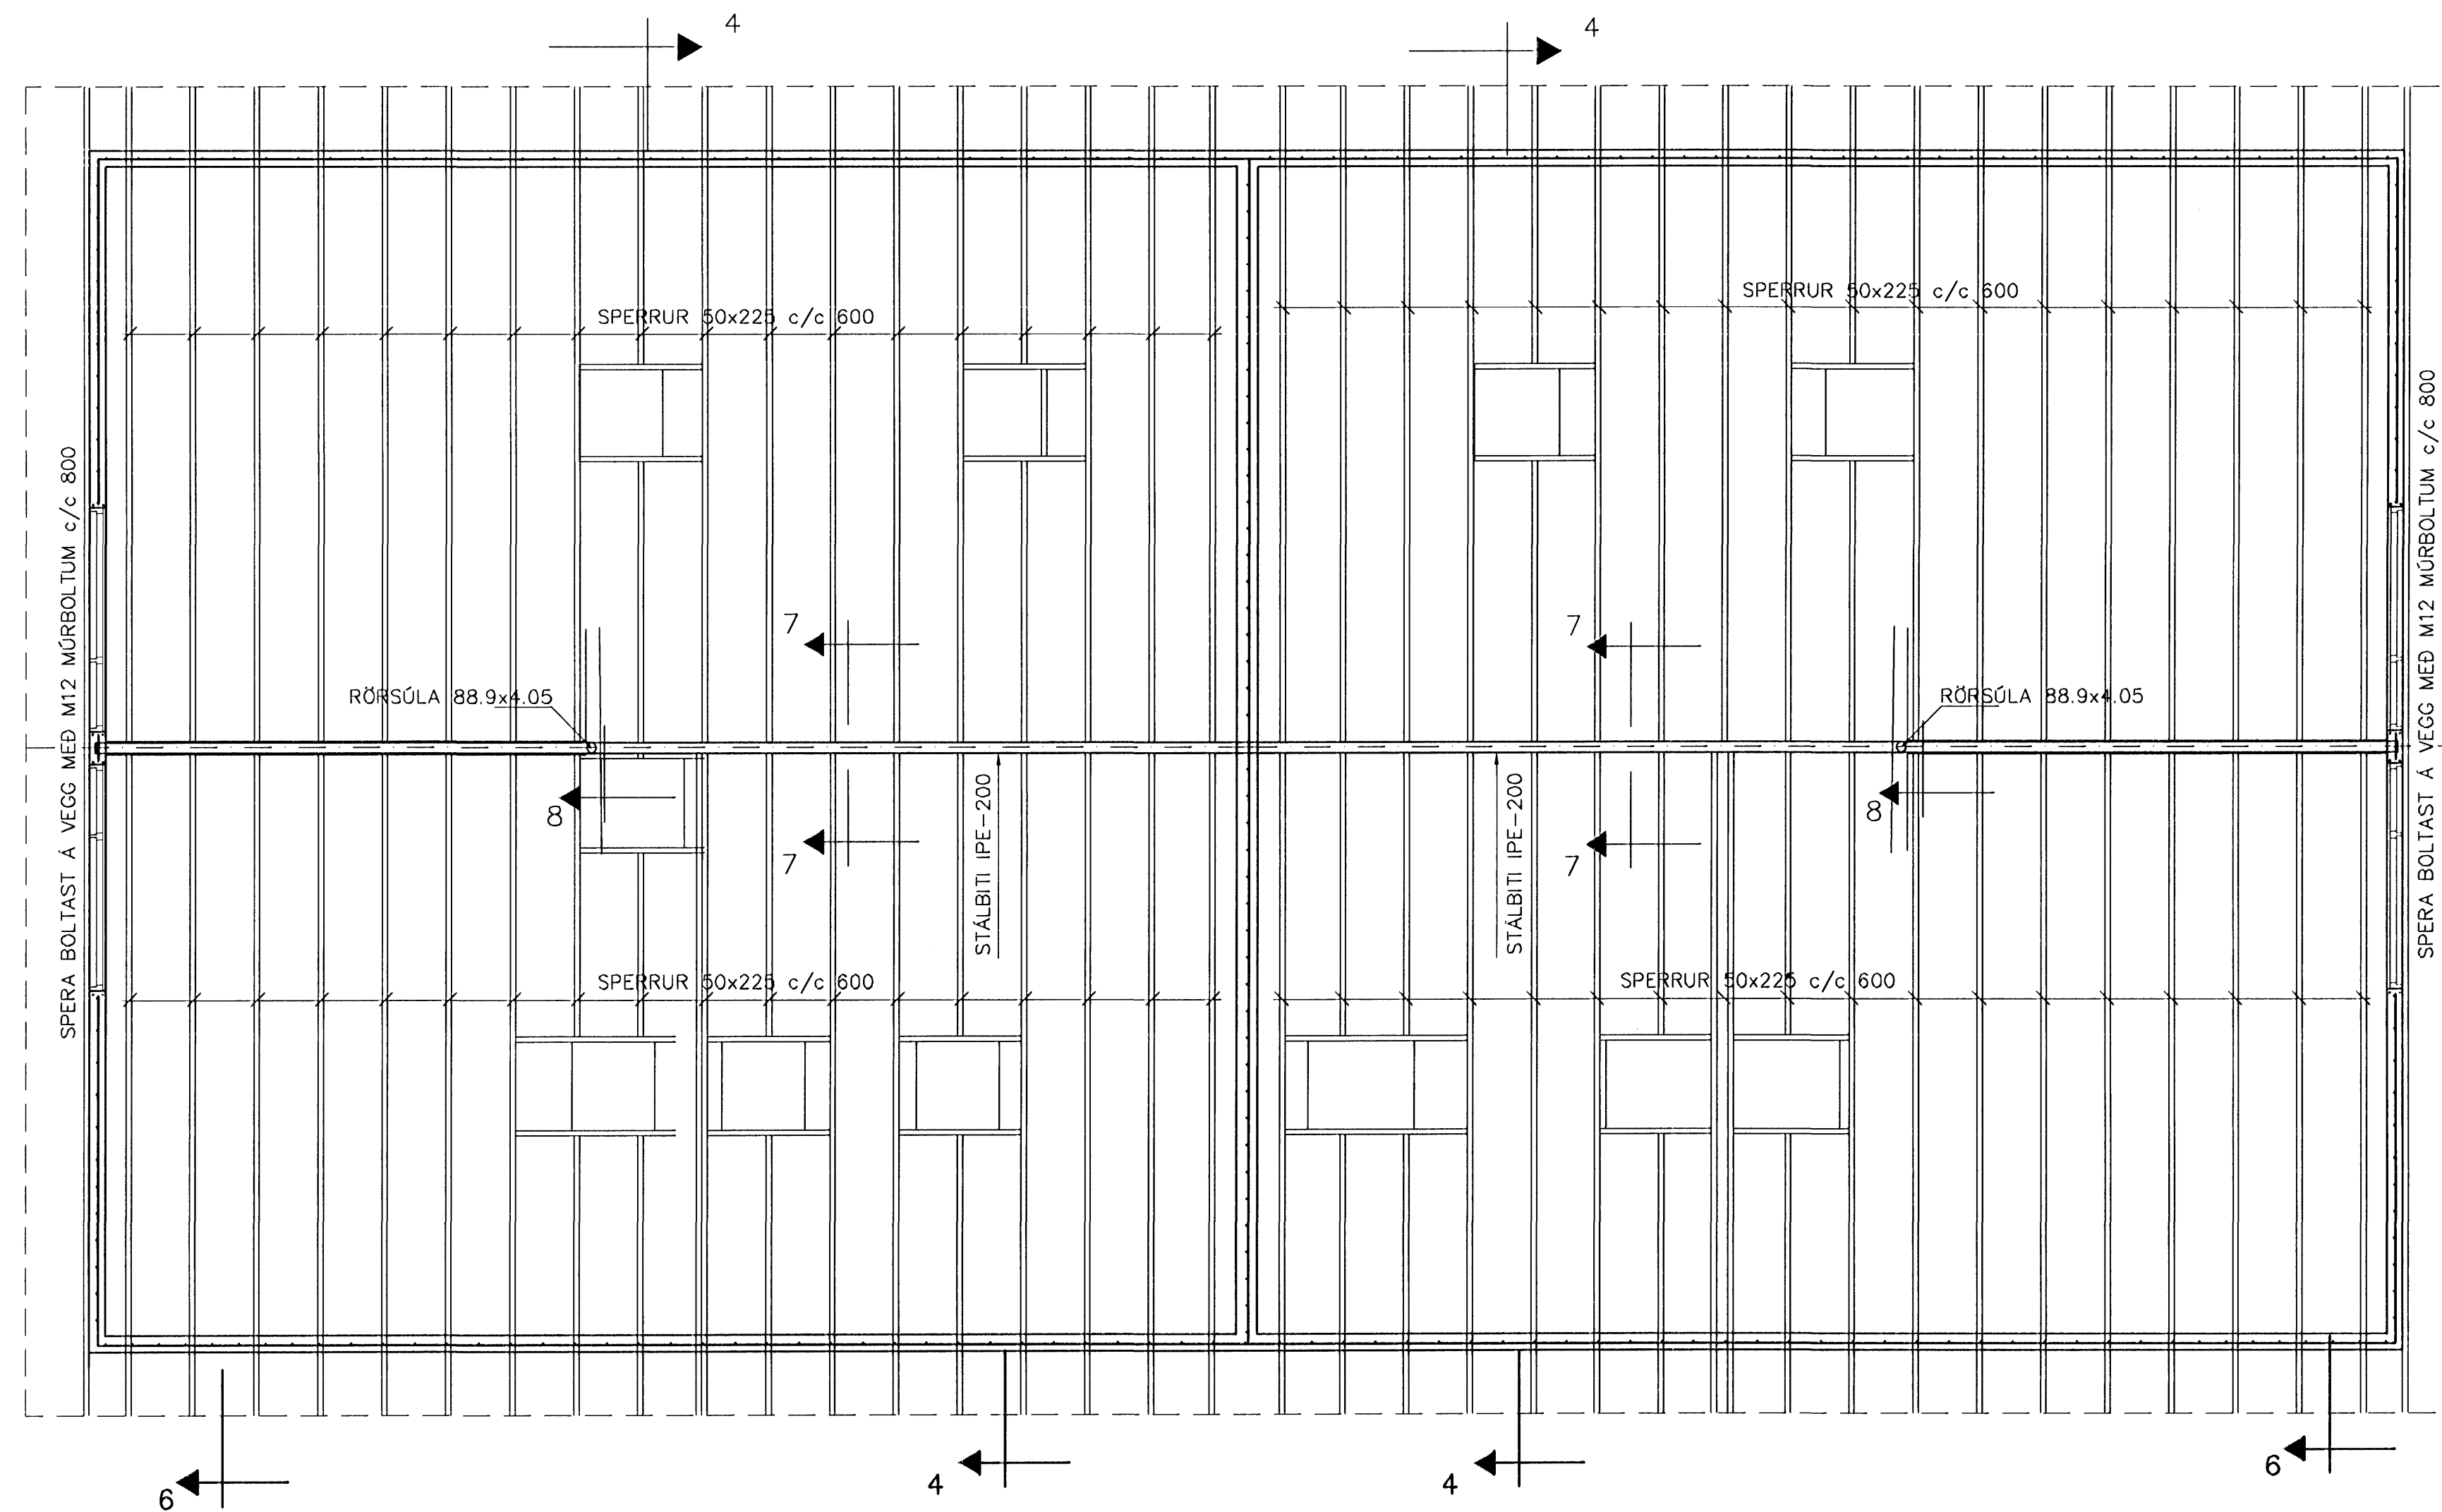 4
4
SPERRUR 50x225 c/c 600
SPERRUR 50x225 c/c 600
SPERA BOLTAST Á VEGG MEÐ M12 MÚRBOLTUM c/c 800
SPERA BOLTAST Á VEGG MEÐ M12 MÚRBOLTUM c/c 800
7
7
RÖRSÚLA 88.9x4.05
RÖRSÚLA 88.9x4.05
8
8
STÁLBITI IPE-200
STÁLBITI IPE-200
7
7
SPERRUR 50x225 c/c 600
SPERRUR 50x225 c/c 600
6
4
4
6